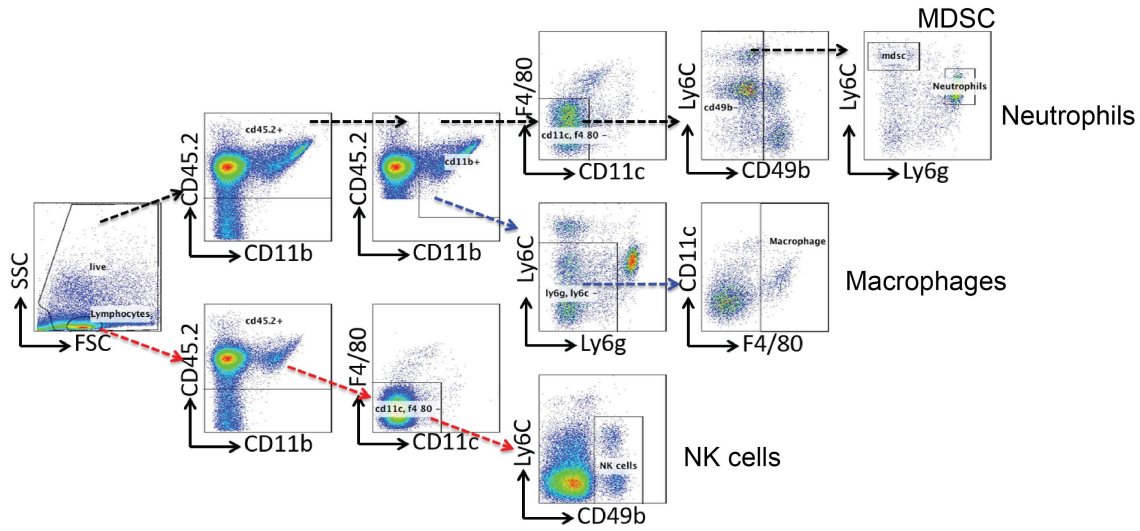 MDSC
F4/80
CD11c
cd11c, f4 80 -
Ly6C
CD49b
cd49b-
Ly6C
Ly6g
mdsc
Neutrophils
Neutrophils
CD45.2
CD11b
cd45.2+
CD45.2
CD11b
cd11b+
SSC
FSC
live
Lymphocytes
Ly6C
Ly6g
ly6g, ly6c -
CD11c
F4/80
Macrophage
Macrophages
CD45.2
CD11b
cd45.2+
F4/80
CD11c
cd11c, f4 80 -
Ly6C
CD49b
NK cells
NK cells